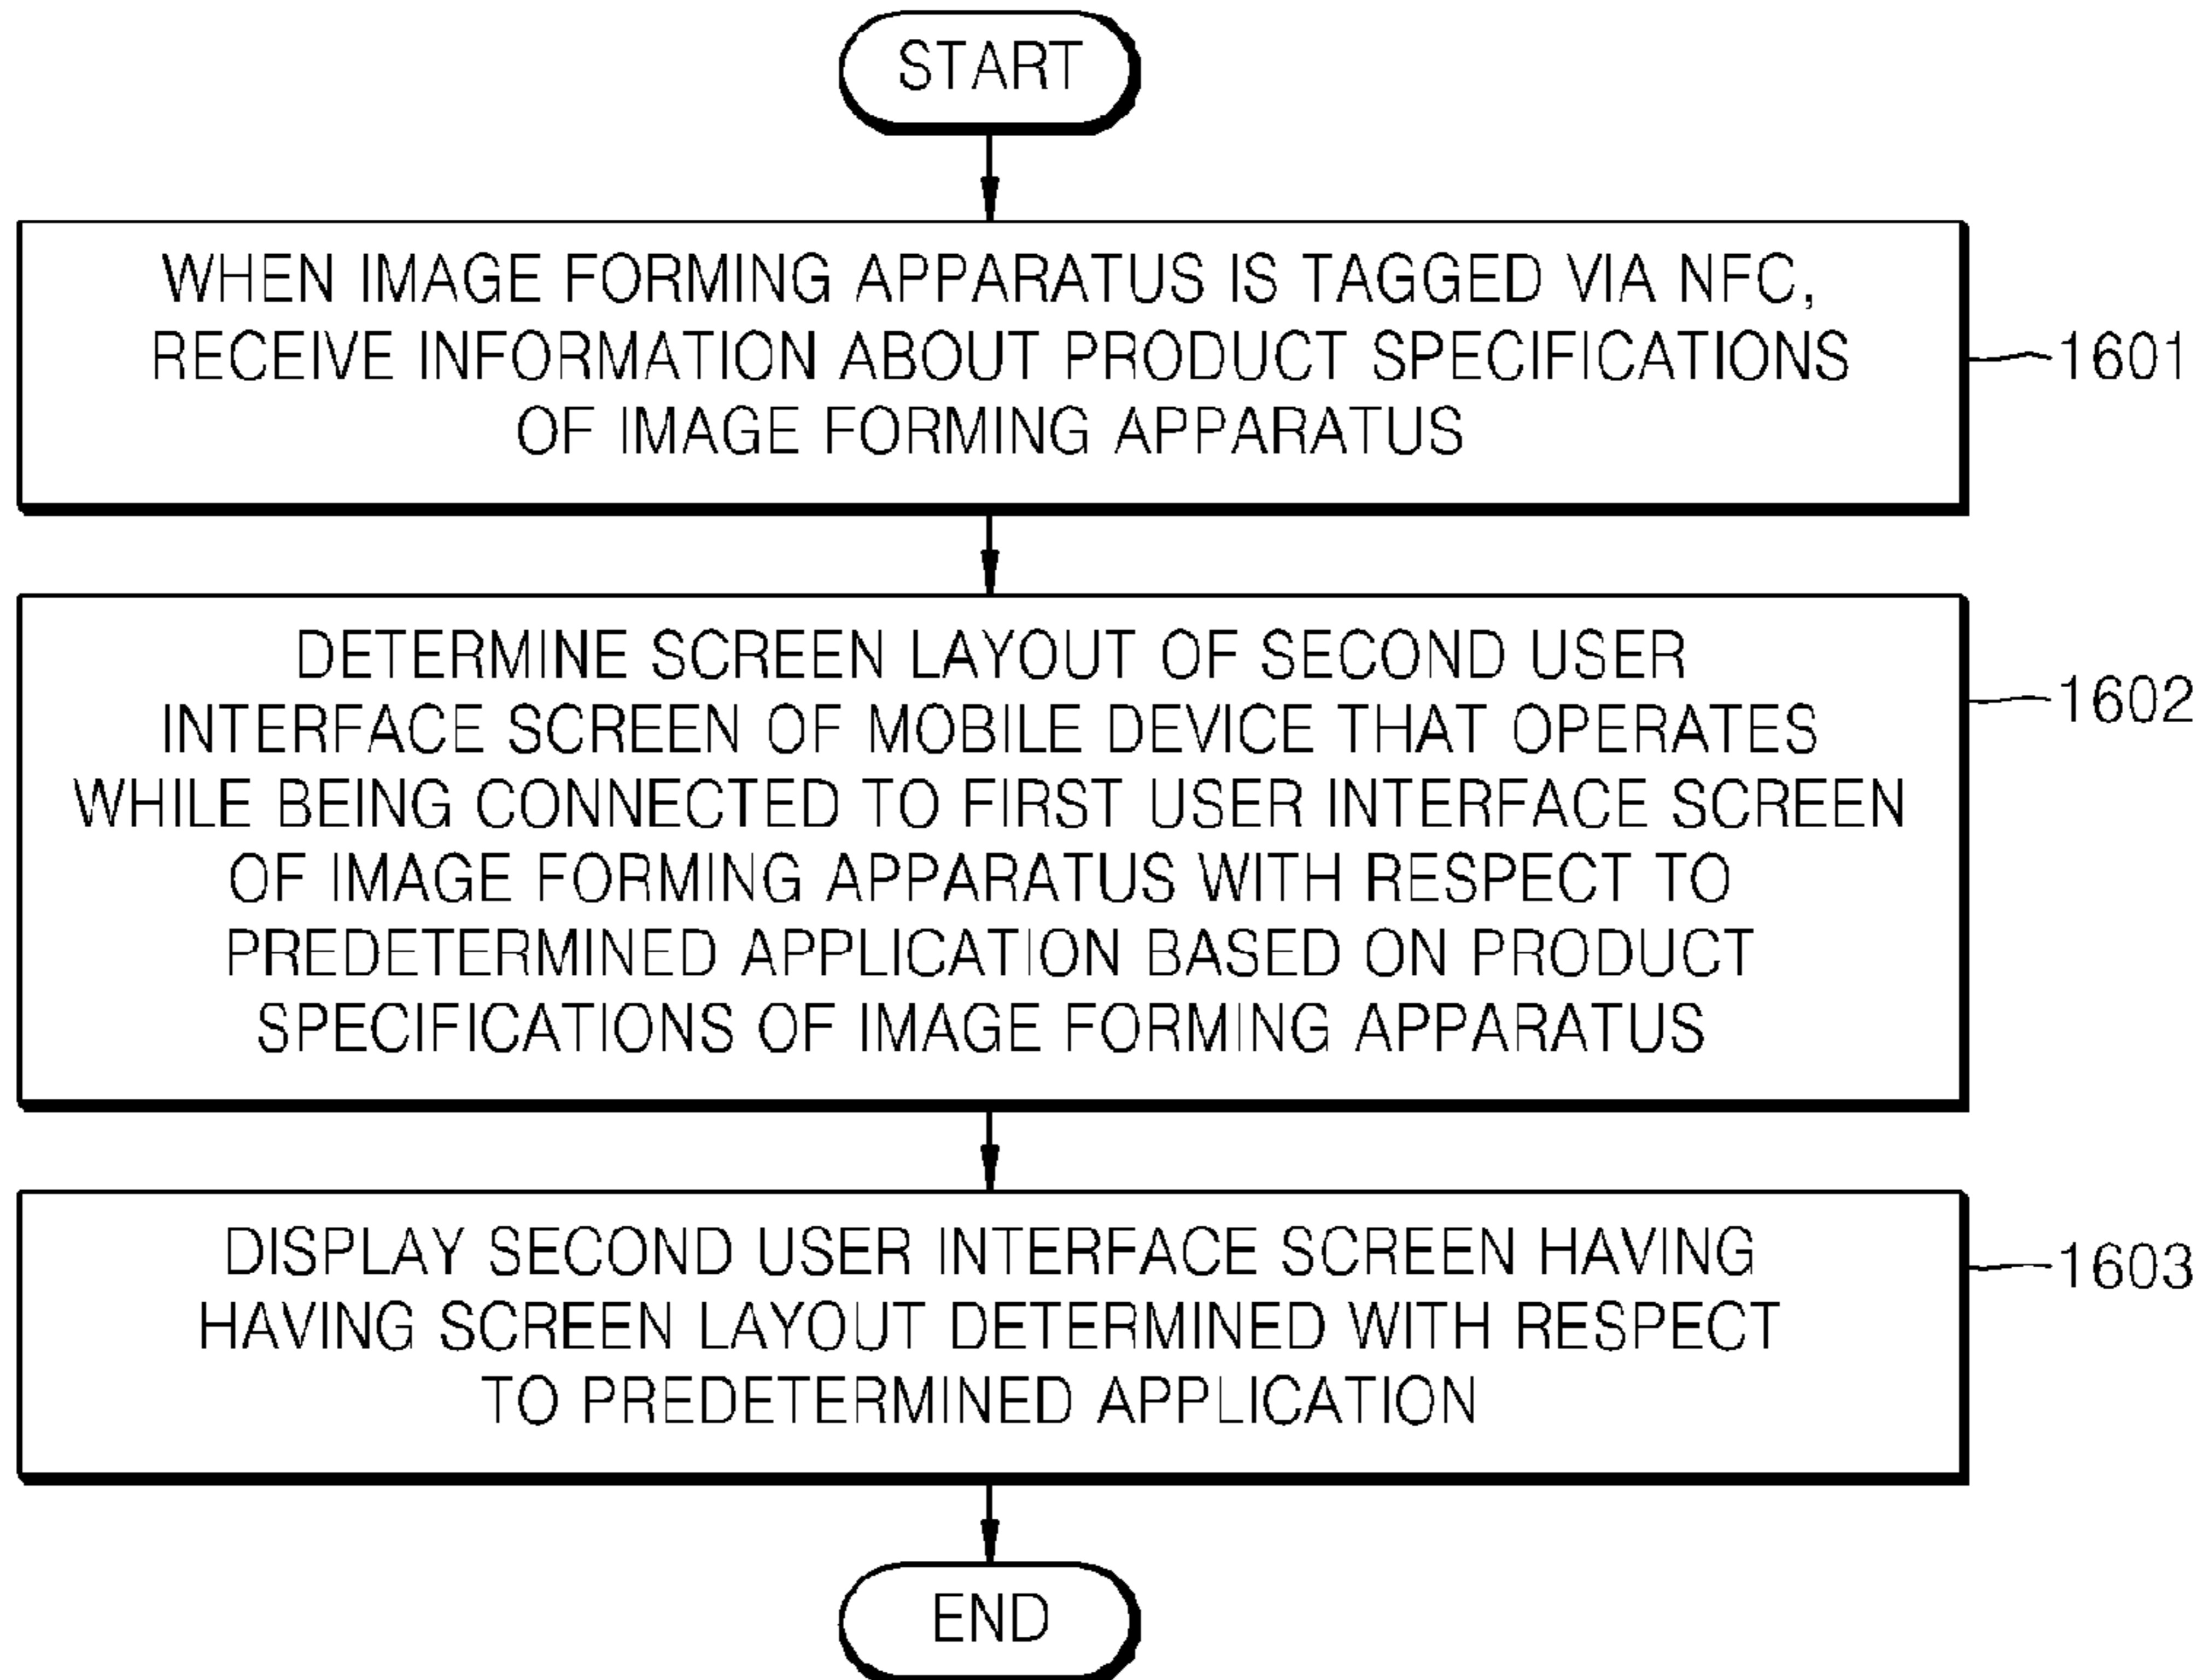 START
WHEN IMAGE FORMING APPARATUS IS TAGGED VIA NFC,
RECEIVE INFORMATION ABOUT PRODUCT SPECIFICATIONS
OF IMAGE FORMING APPARATUS
1601
DETERMINE SCREEN LAYOUT OF SECOND USER
INTERFACE SCREEN OF MOBILE DEVICE THAT OPERATES
WHILE BEING CONNECTED TO FIRST USER INTERFACE SCREEN
OF IMAGE FORMING APPARATUS WITH RESPECT TO
PREDETERMINED APPLICATION BASED ON PRODUCT
SPECIFICATIONS OF IMAGE FORMING APPARATUS
1602
DISPLAY SECOND USER INTERFACE SCREEN HAVING
HAVING SCREEN LAYOUT DETERMINED WITH RESPECT
TO PREDETERMINED APPLICATION
1603
END